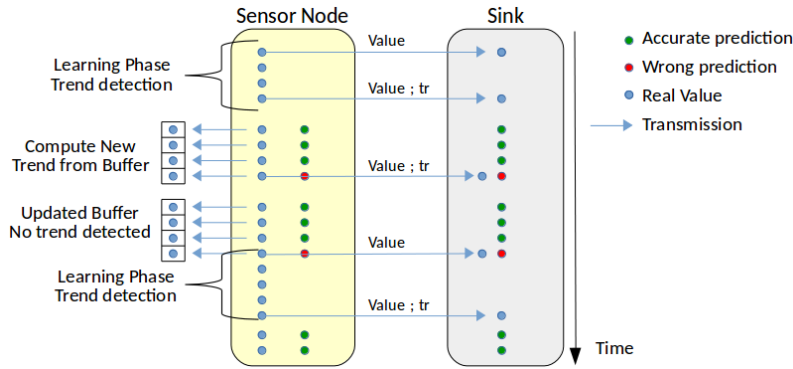 Sensor Node
Sink
Value
Accurate prediction
Learning Phase
Trend detection
Wrong prediction
Value ; tr
Real Value
Transmission
Compute New
Trend from Buffer
Value ; tr
Updated Buffer
No trend detected
Value
Learning Phase
Trend detection
Value ; tr
Time